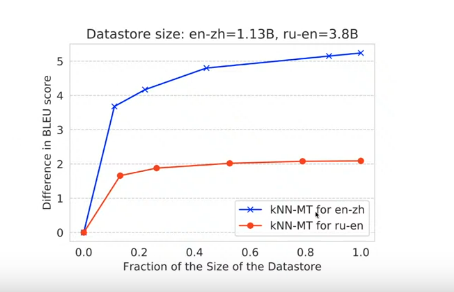 Datastore size: en-zh=1.13B, ru-en=3.8B
Difference in BLEU score
5
4
3
2
1
0
kNN-MT for en-zh
kNN-MT for ru-en
0.0 0.2 0.4 0.6 0.8 1.0
Fraction of the Size of the Datastore